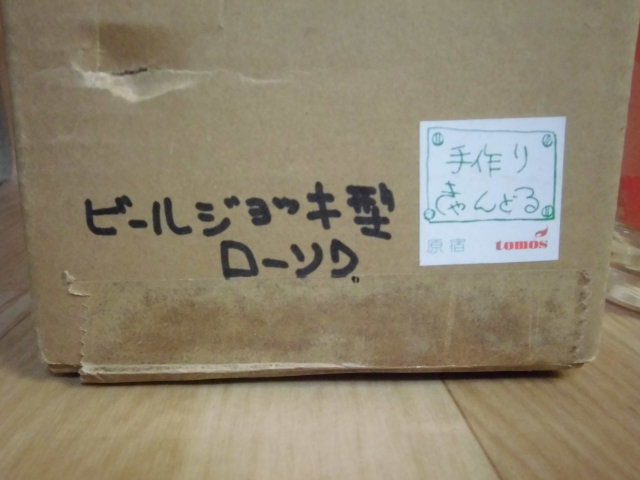 ビールジョッキ型
ローソク
手作り
きゃんどる
原宿 tomos